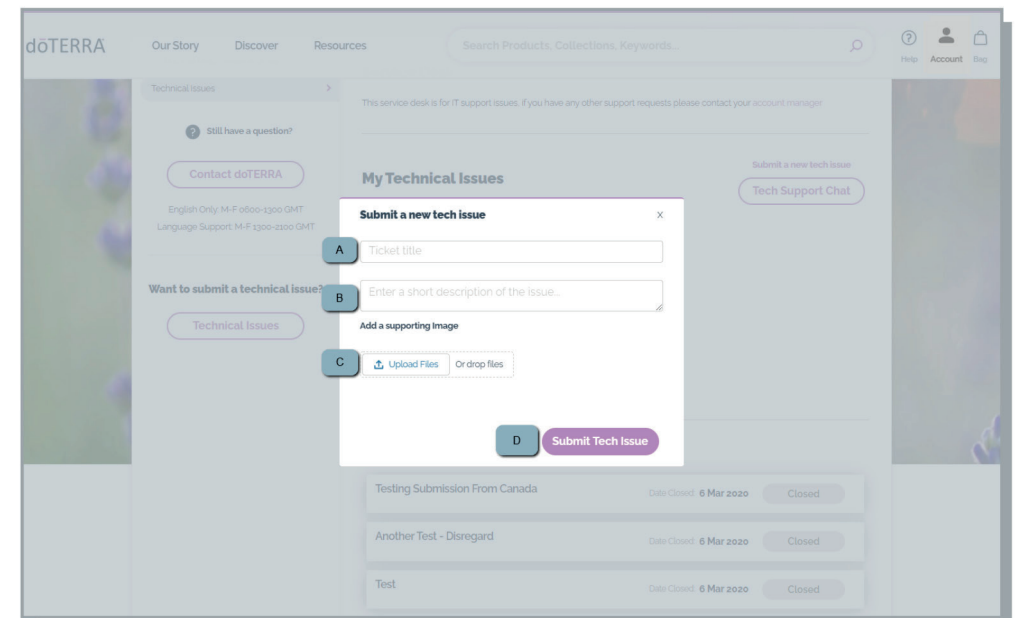 dōTERRA
Our Story Discover Resources
Search Products, Collections, Keywords...
Help Account Bag
Technical Issues
Still have a question?
Contact doTERRA
English Only: M-F 0800-1300 GMT
Language Support: M-F 1300-2100 GMT
Want to submit a technical issue?
Technical Issues
This service desk is for IT support issues, if you have any other support requests please contact your account manager
My Technical Issues
Submit a new tech issue
Tech Support Chat
Submit a new tech issue X
A Ticket title
B Enter a short description of the issue...
Add a supporting Image
C Upload Files Or drop files
D Submit Tech Issue
Testing Submission From Canada Date Closed: 6 Mar 2020 Closed
Another Test - Disregard Date Closed: 6 Mar 2020 Closed
Test Date Closed: 6 Mar 2020 Closed